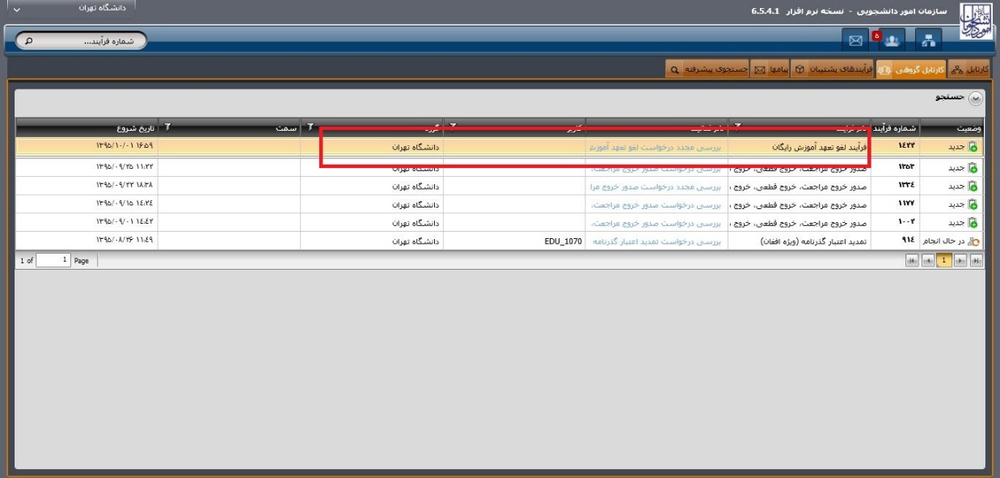 دانشگاه تهران
سازمان امور دانشجویی - نسخه نرم افزار 6.5.4.1
امور دانشجویان
شماره فرآیند...
۵
کارتابل کارتابل گروهی فرآیندهای پشتیبان پیامها جستجوی پیشرفته
جستجو
وضعیت شماره فرآیند کاربر سمت تاریخ شروع
جدید ۱٤۲۲ فرآیند لغو تعهد آموزش رایگان بررسی مجدد درخواست لغو تعهد آموزش دانشگاه تهران ۱۳۹۵/۱۰/۰۱ ۱۶:۵۹
جدید ۱۳۵۳ صدور خروج مراجعت، خروج قطعی، خروج ، بررسی درخواست صدور خروج مراجعت، دانشگاه تهران ۱۳۹۵/۰۹/۲۵ ۱۱:۲۲
جدید ۱۳۳٤ صدور خروج مراجعت، خروج قطعی، خروج ، بررسی مجدد درخواست صدور خروج مرا دانشگاه تهران ۱۳۹۵/۰۹/۲۲ ۱۸:۳۸
جدید ۱۱۷۷ صدور خروج مراجعت، خروج قطعی، خروج ، بررسی درخواست صدور خروج مراجعت، دانشگاه تهران ۱۳۹۵/۰۹/۱۵ ۱٤:۲٤
جدید ۱۰۰۲ صدور خروج مراجعت، خروج قطعی، خروج ، بررسی درخواست صدور خروج مراجعت، دانشگاه تهران ۱۳۹۵/۰۹/۰۱ ۱٤:٤۲
در حال انجام ۹۱٤ تمدید اعتبار گذرنامه (ویژه افغان) بررسی درخواست تمدید اعتبار گذرنامه EDU_1070 دانشگاه تهران ۱۳۹۵/۰۸/۲۶ ۱۱:٤۹
1 of 1 Page 1